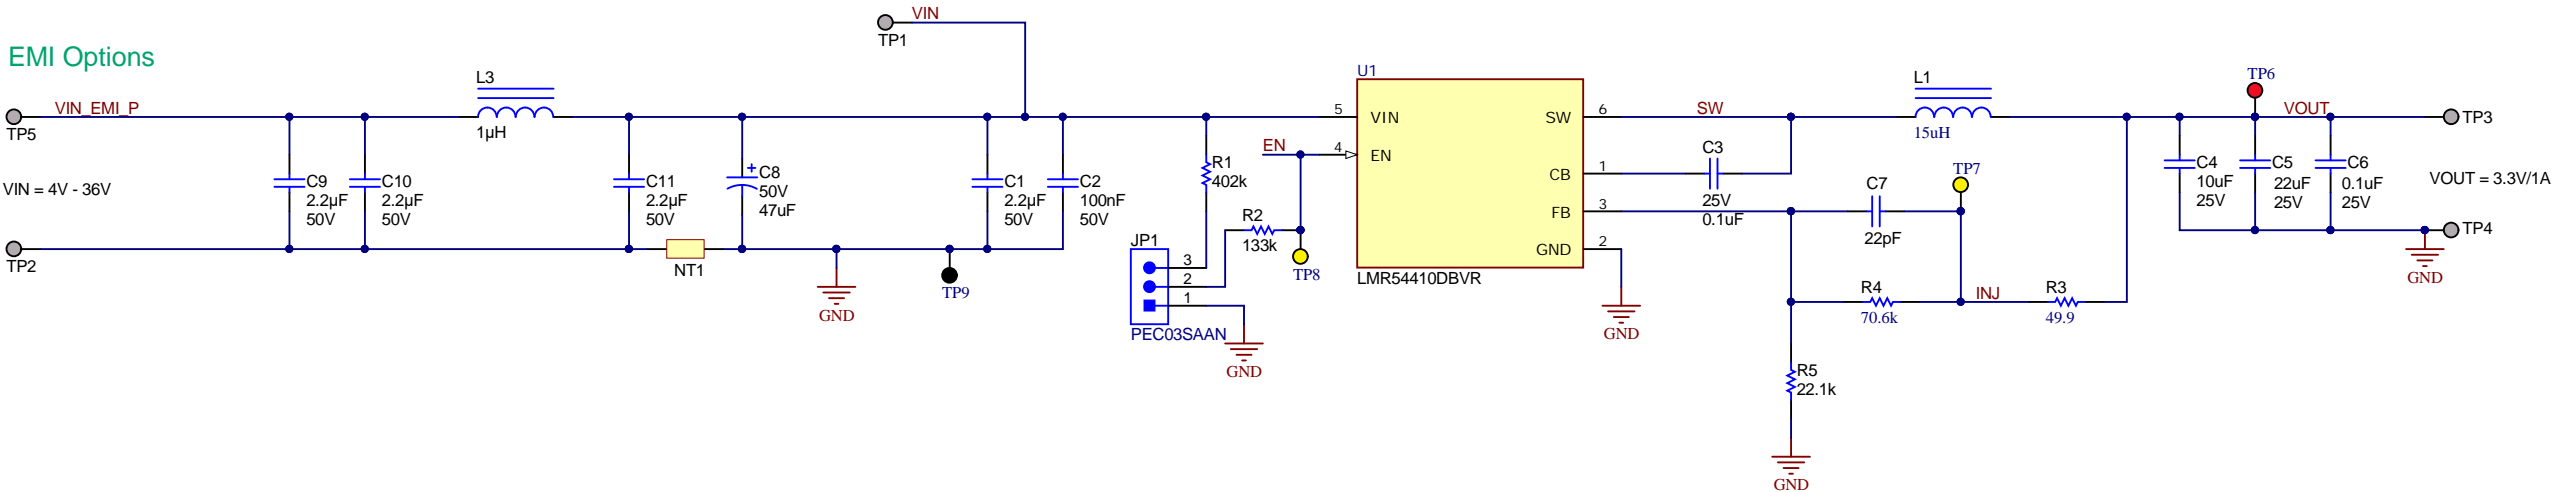 EMI Options
VIN
TP1
VIN_EMI_P
TP5
VIN = 4V - 36V
TP2
L3
1µH
C9
2.2µF
50V
C10
2.2µF
50V
C11
2.2µF
50V
NT1
+
C8
50V
47uF
GND
TP9
C1
2.2µF
50V
C2
100nF
50V
R1
402k
EN
R2
133k
TP8
JP1
3
2
1
PEC03SAAN
GND
U1
5
VIN
4
EN
SW
6
CB
1
FB
3
GND
2
LMR54410DBVR
GND
SW
C3
25V
0.1uF
L1
15uH
C7
22pF
TP7
R4
70.6k
INJ
R3
49.9
R5
22.1k
GND
TP6
VOUT
TP3
C4
10uF
25V
C5
22uF
25V
C6
0.1uF
25V
VOUT = 3.3V/1A
TP4
GND